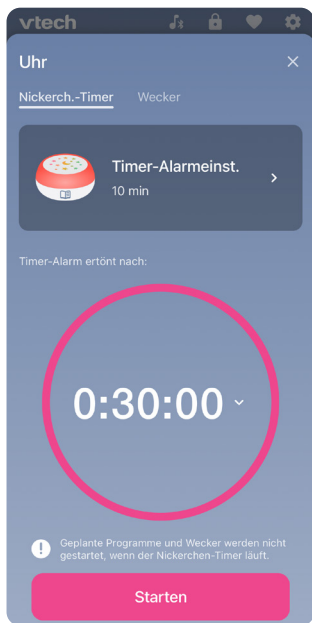 vtech
Uhr
Nickerch.-Timer Wecker
Timer-Alarmeinst.
10 min
Timer-Alarm ertönt nach:
0:30:00
Geplante Programme und Wecker werden nicht
gestartet, wenn der Nickerchen-Timer läuft.
Starten